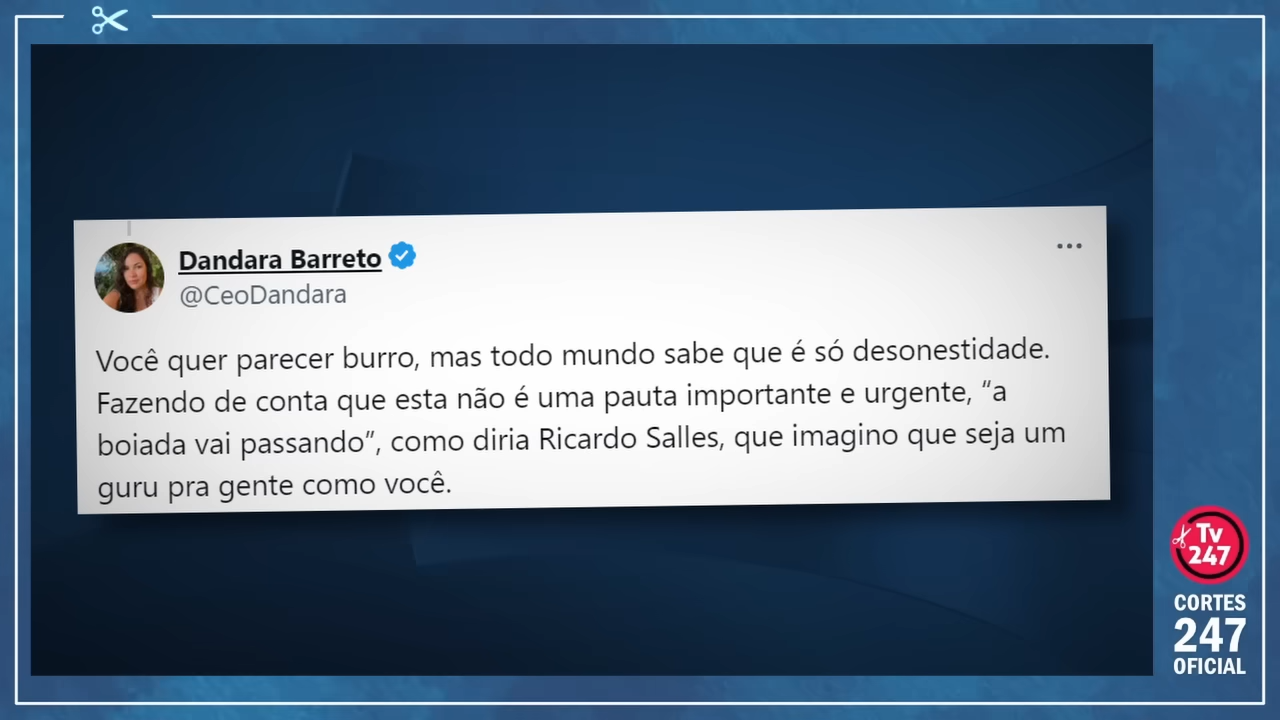 Dandara Barreto
@CeoDandara
Você quer parecer burro, mas todo mundo sabe que é só desonestidade.
Fazendo de conta que esta não é uma pauta importante e urgente, “a
boiada vai passando”, como diria Ricardo Salles, que imagino que seja um
guru pra gente como você.
Tv
247
CORTES
247
OFICIAL